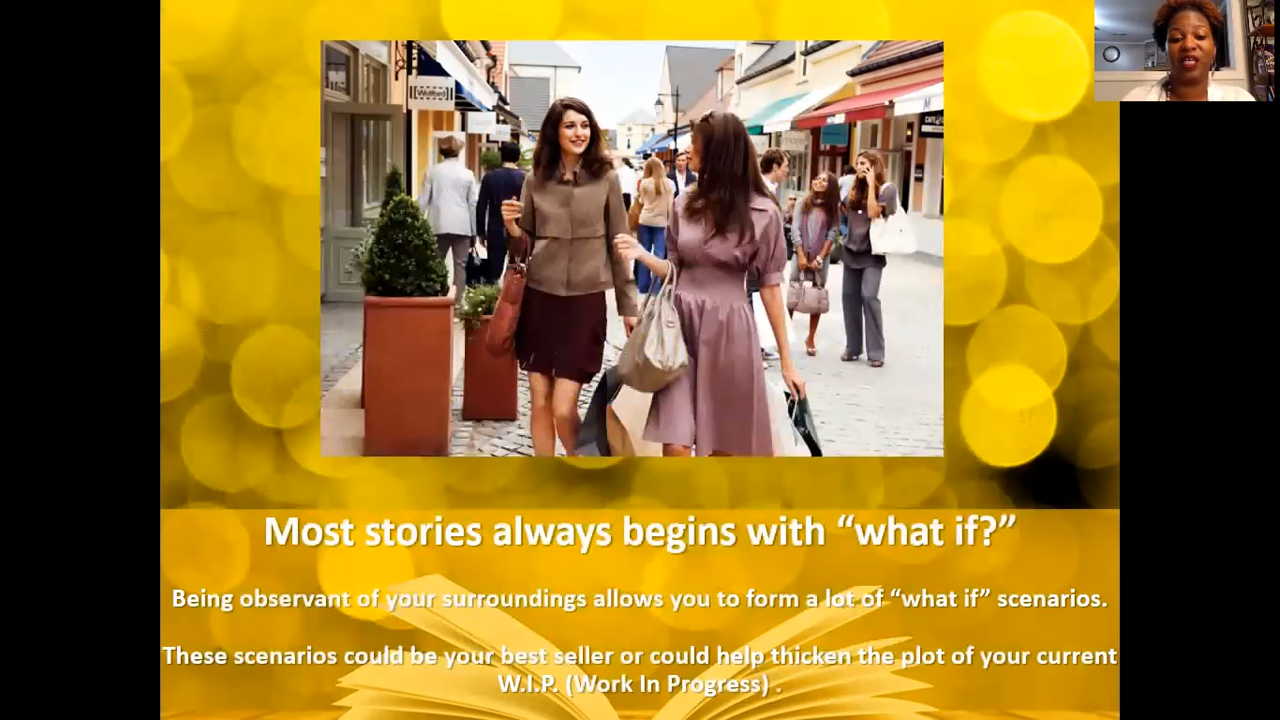 Wolford
maje
Most stories always begins with “what if?”
Being observant of your surroundings allows you to form a lot of “what if” scenarios.
These scenarios could be your best seller or could help thicken the plot of your current
W.I.P. (Work In Progress) .